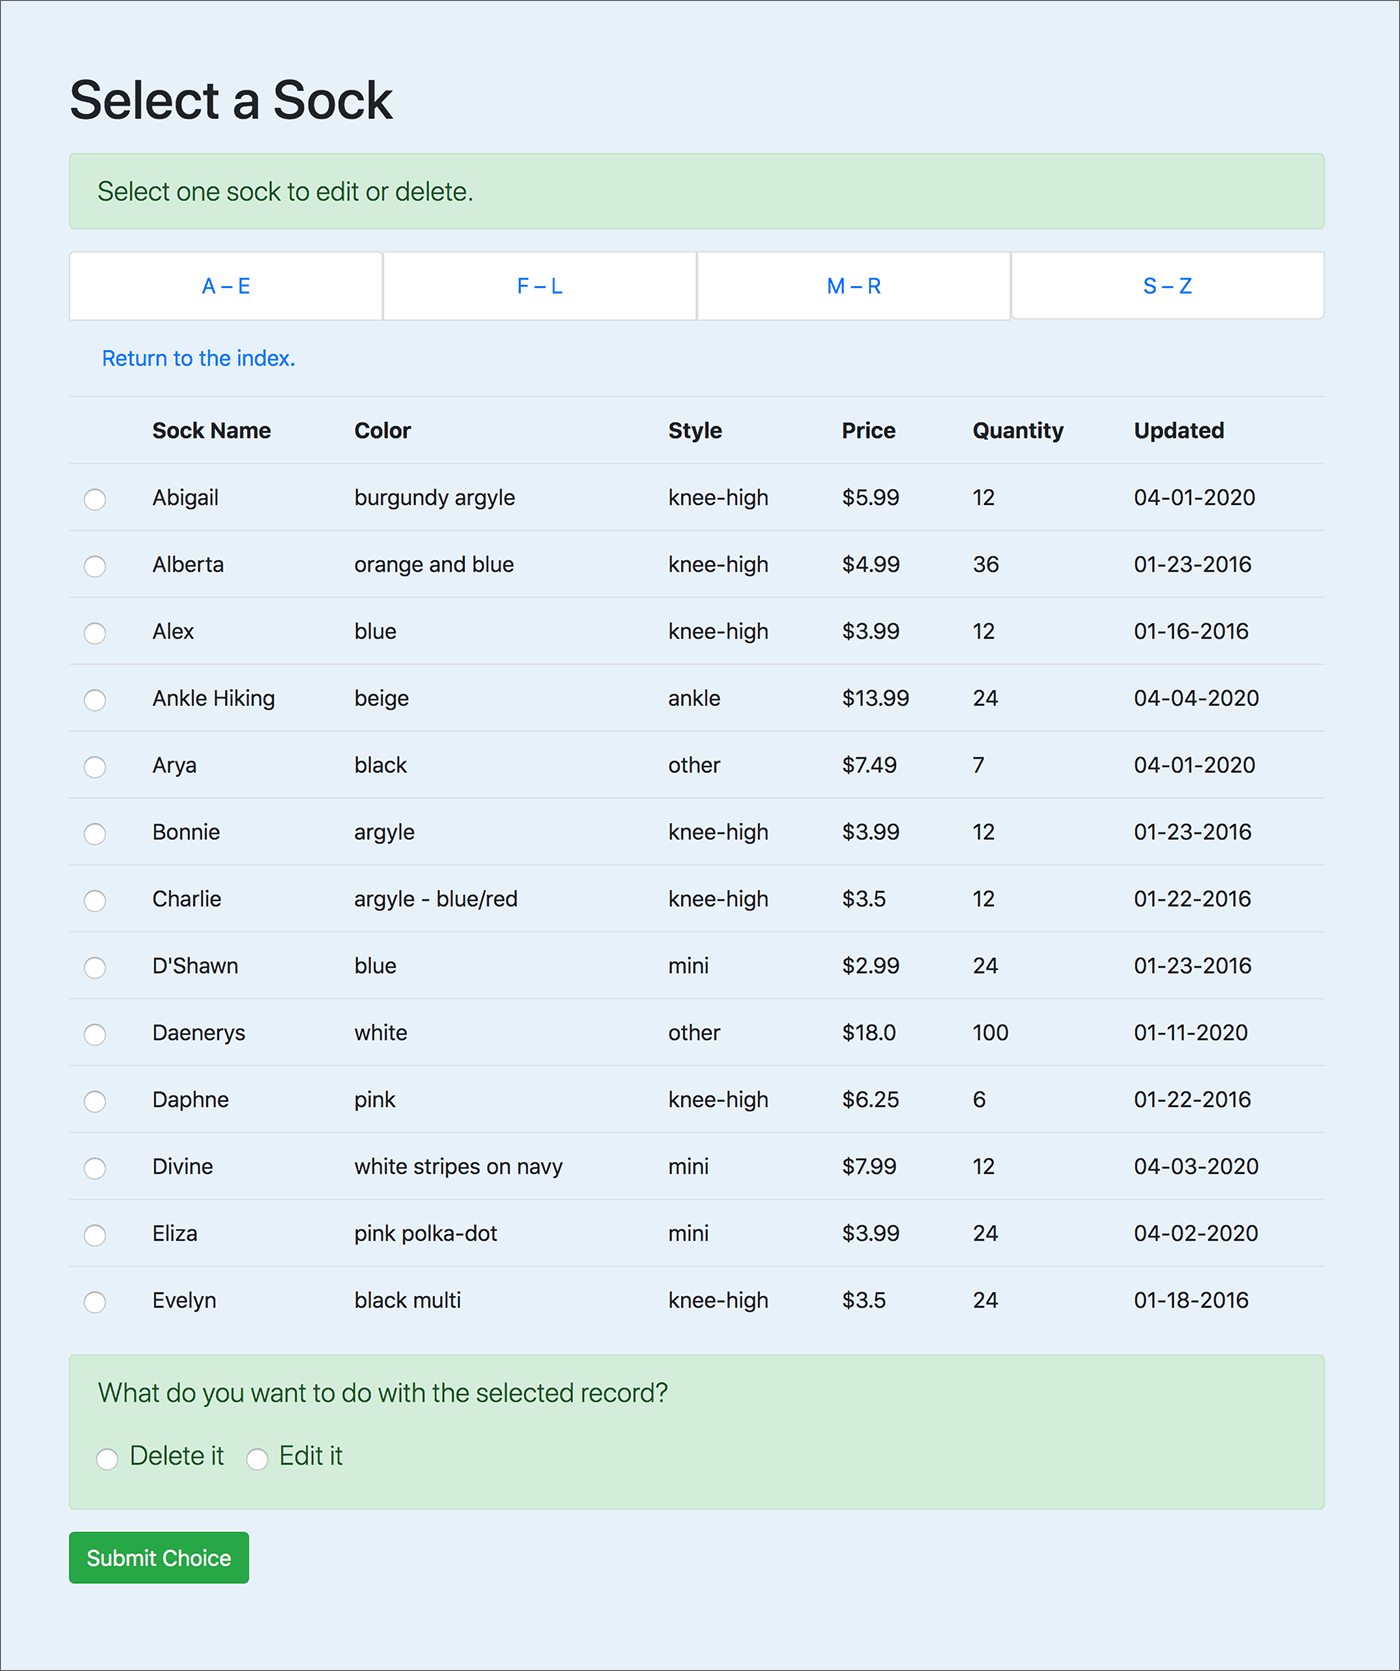 Select a Sock
Select one sock to edit or delete.
A – E F – L M – R S – Z
Return to the index.
Sock Name Color Style Price Quantity Updated
Abigail burgundy argyle knee-high $5.99 12 04-01-2020
Alberta orange and blue knee-high $4.99 36 01-23-2016
Alex blue knee-high $3.99 12 01-16-2016
Ankle Hiking beige ankle $13.99 24 04-04-2020
Arya black other $7.49 7 04-01-2020
Bonnie argyle knee-high $3.99 12 01-23-2016
Charlie argyle - blue/red knee-high $3.5 12 01-22-2016
D'Shawn blue mini $2.99 24 01-23-2016
Daenerys white other $18.0 100 01-11-2020
Daphne pink knee-high $6.25 6 01-22-2016
Divine white stripes on navy mini $7.99 12 04-03-2020
Eliza pink polka-dot mini $3.99 24 04-02-2020
Evelyn black multi knee-high $3.5 24 01-18-2016
What do you want to do with the selected record?
Delete it Edit it
Submit Choice